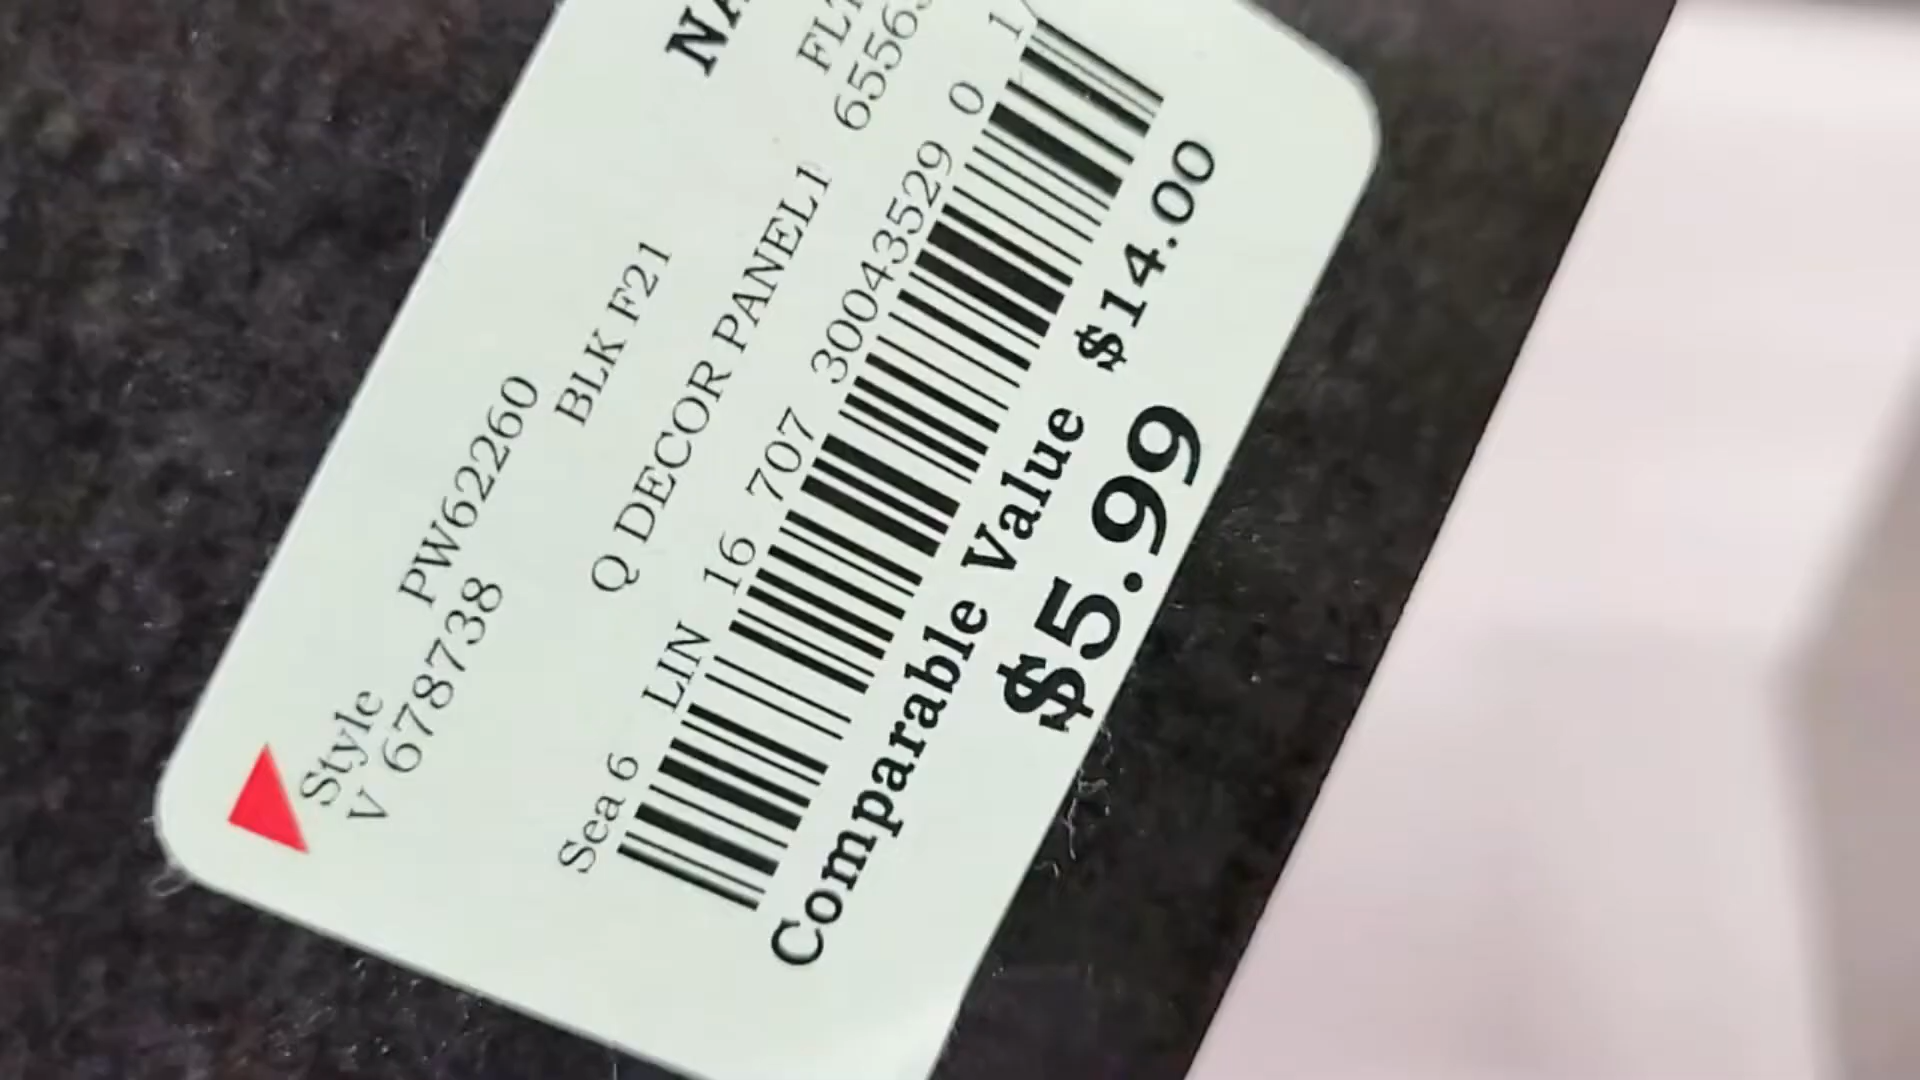 Style
V 678738
PW62260
BLK F21
Q DECOR PANEL1
Sea 6 LIN 16 707 30043529 0 1
Comparable Value $14.00
$5.99